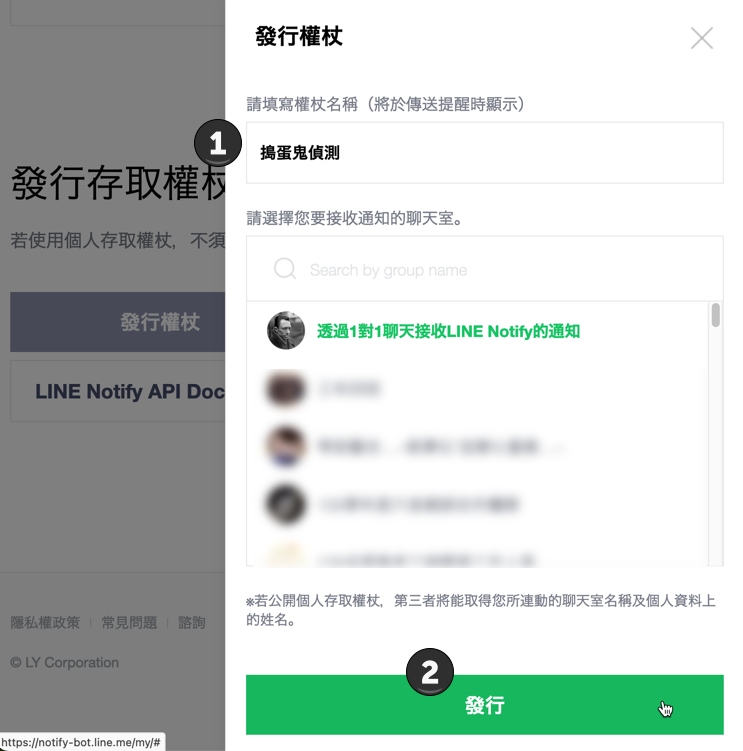 發行權杖
請填寫權杖名稱（將於傳送提醒時顯示）
1
搗蛋鬼偵測
發行存取權杖
若使用個人存取權杖，不須
請選擇您要接收通知的聊天室。
Search by group name
發行權杖
透過1對1聊天接收LINE Notify的通知
LINE Notify API Doc
※若公開個人存取權杖，第三者將能取得您所連動的聊天室名稱及個人資料上
的姓名。
隱私權政策 | 常見問題 | 諮詢
© LY Corporation
2
發行
https://notify-bot.line.me/my/#